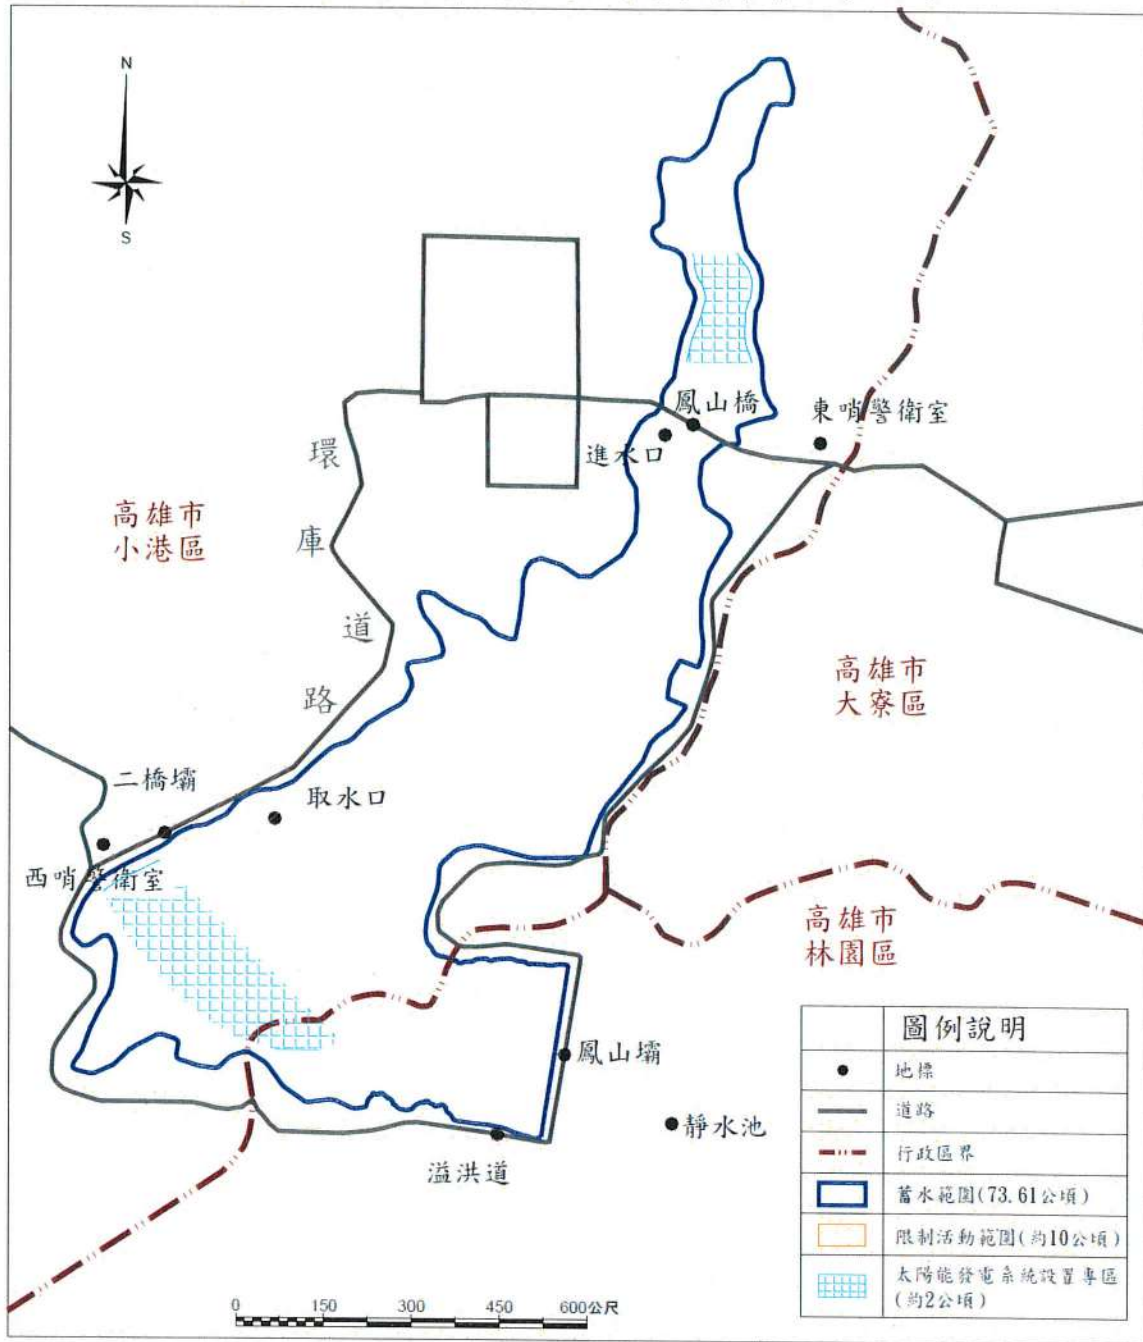 N
S
鳳山橋
東哨警衛室
進水口
環
庫
道
路
高雄市
小港區
高雄市
大寮區
二橋壩
取水口
西哨警衛室
高雄市
林園區
鳳山壩
靜水池
溢洪道
圖例說明
地標
道路
行政區界
蓄水範圍(73.61公頃)
限制活動範圍(約10公頃)
太陽能發電系統設置專區
(約2公頃)
0 150 300 450 600公尺